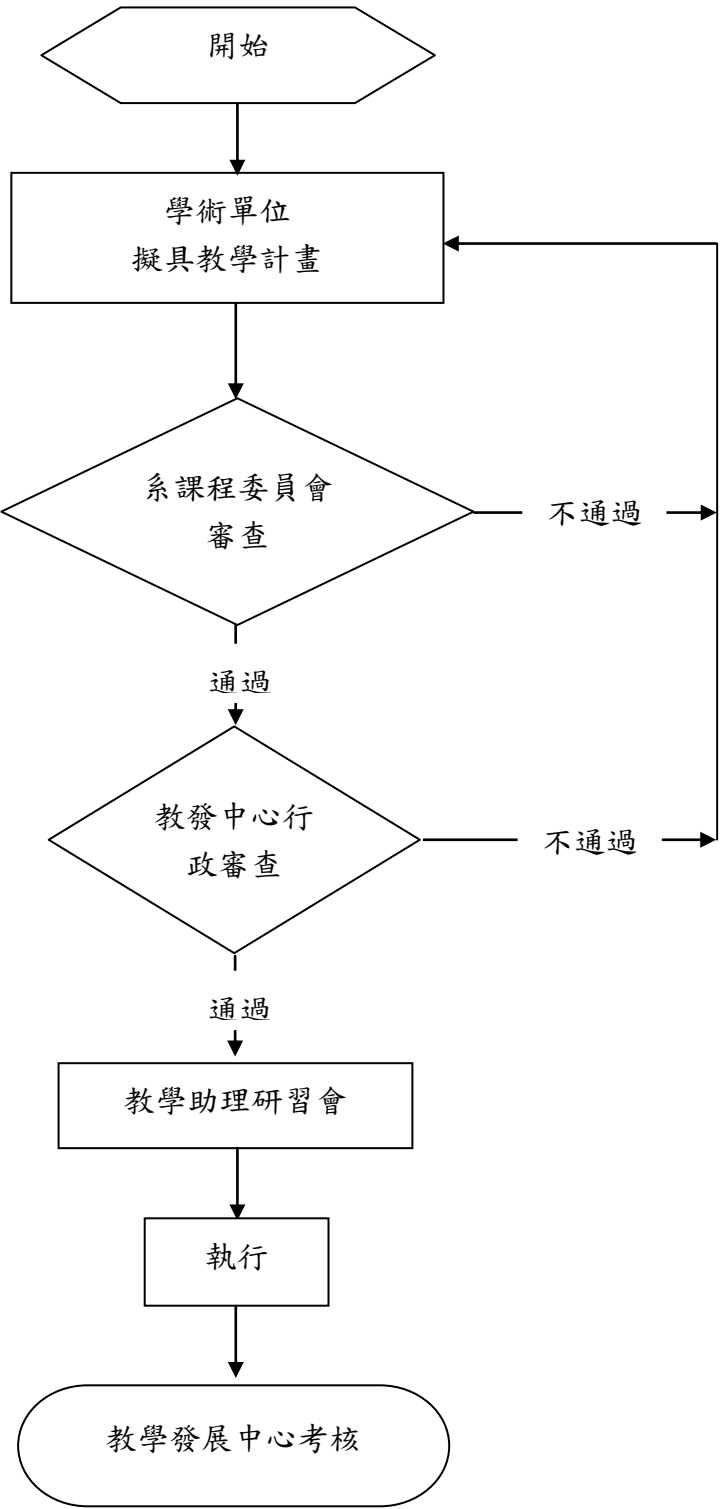 開始
學術單位
擬具教學計畫
系課程委員會
審查
不通過
通過
教發中心行
政審查
不通過
通過
教學助理研習會
執行
教學發展中心考核